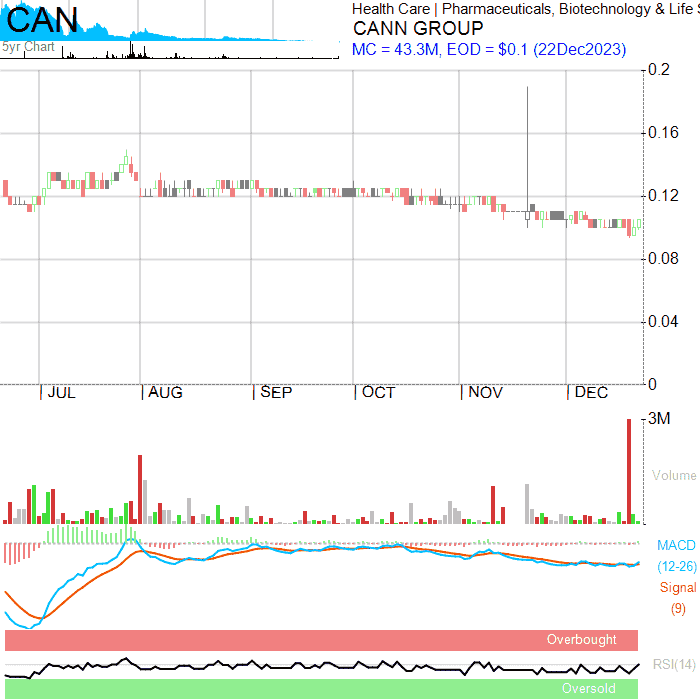 CAN
5yr Chart
Health Care | Pharmaceuticals, Biotechnology & Life S
CANN GROUP
MC = 43.3M, EOD = $0.1 (22Dec2023)
0.2
0.16
0.12
0.08
0.04
0
JUL AUG SEP OCT NOV DEC
3M
Volume
MACD
(12-26)
Signal
(9)
Overbought
RSI(14)
Oversold